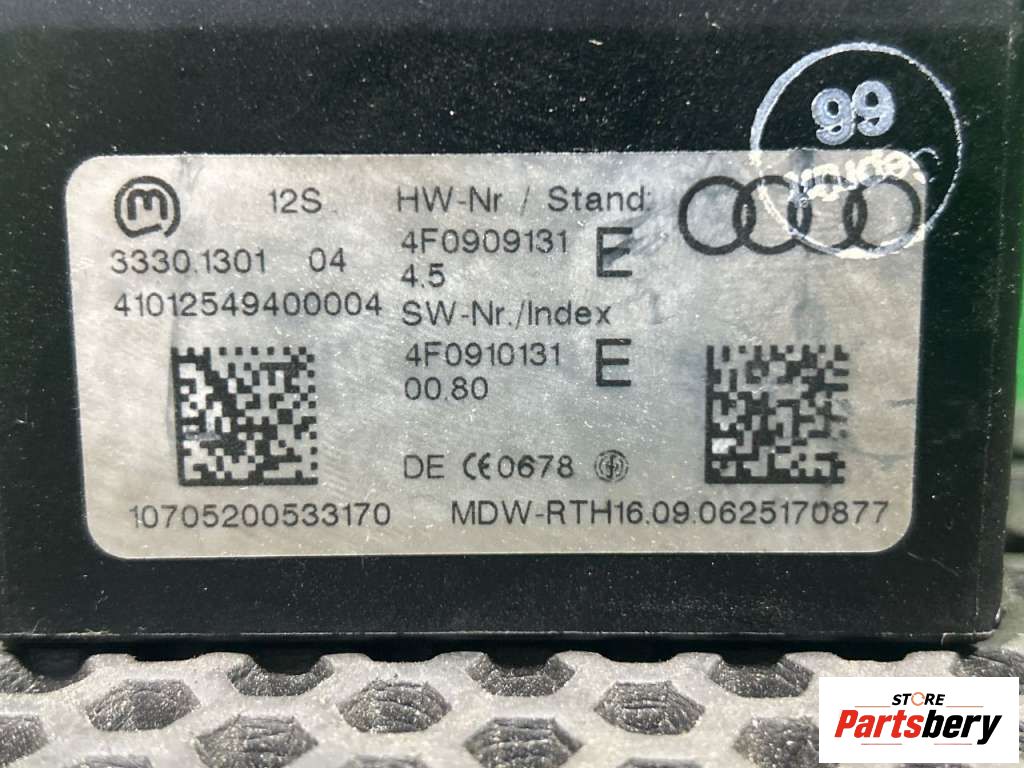 66
M 12S HW-Nr / Stand:
3330.1301 04 4F0909131 E
4.5
41012549400004 SW-Nr./Index
4F0910131 E
00.80
DE CE0678
10705200533170 MDW-RTH16.09.0625170877
STORE
Partsbery